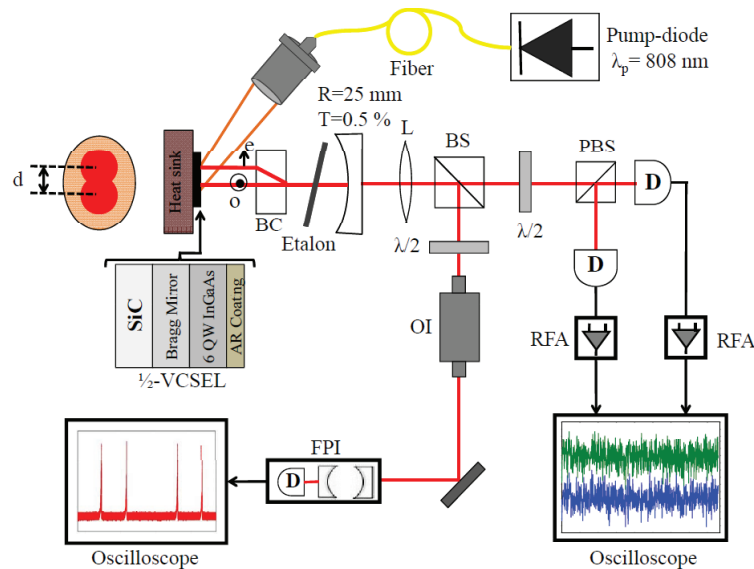 Pump-diode
λp= 808 nm
Fiber
R=25 mm
T=0.5 %
L
BS
PBS
d
Heat sink
e
o
BC
Etalon
λ/2
λ/2
D
D
SiC
Bragg Mirror
6 QW InGaAs
AR Coatng
½-VCSEL
OI
RFA
RFA
FPI
D
Oscilloscope
Oscilloscope